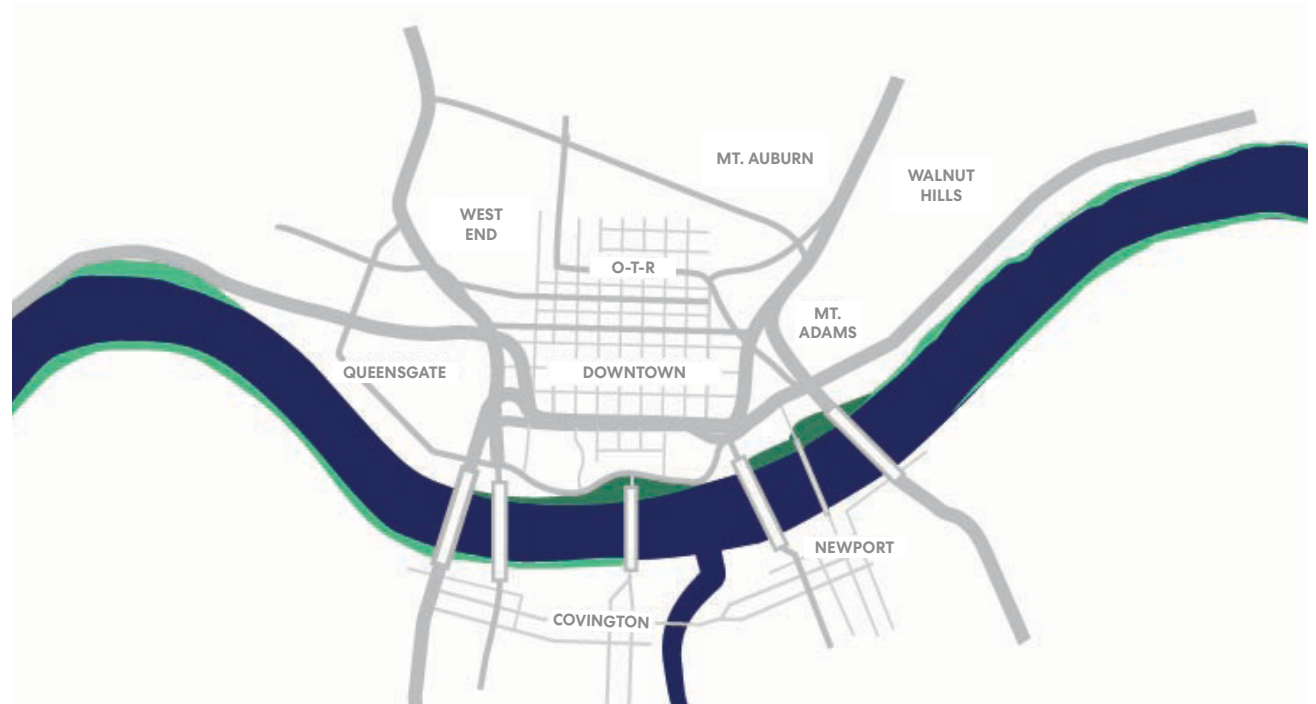 MT. AUBURN
WALNUT
HILLS
WEST
END
O-T-R
MT.
ADAMS
QUEENSGATE
DOWNTOWN
NEWPORT
COVINGTON